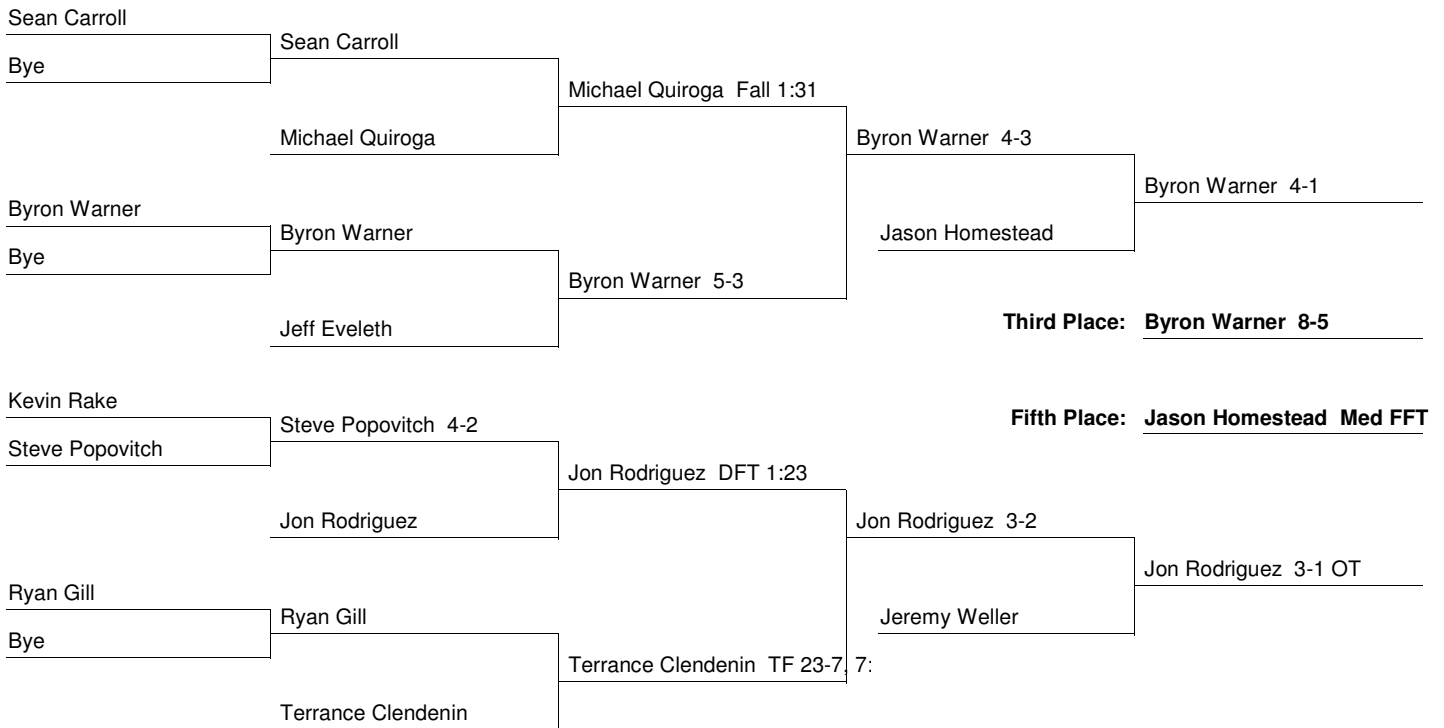 Sean Carroll
Sean Carroll
Bye
Michael Quiroga Fall 1:31
Michael Quiroga
Byron Warner 4-3
Byron Warner 4-1
Byron Warner
Byron Warner
Jason Homestead
Bye
Byron Warner 5-3
Jeff Eveleth
Third Place: Byron Warner 8-5
Kevin Rake
Steve Popovitch 4-2
Fifth Place: Jason Homestead Med FFT
Steve Popovitch
Jon Rodriguez DFT 1:23
Jon Rodriguez
Jon Rodriguez 3-2
Jon Rodriguez 3-1 OT
Ryan Gill
Ryan Gill
Jeremy Weller
Bye
Terrance Clendenin TF 23-7, 7:
Terrance Clendenin